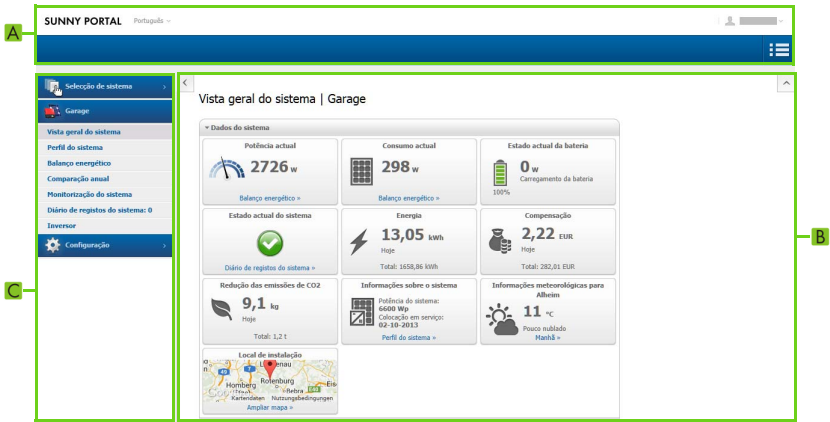 SUNNY PORTAL Português
A
Selecção de sistema
Garage
Vista geral do sistema
Perfil do sistema
Balanço energético
Comparação anual
Monitorização do sistema
Diário de registos do sistema: 0
Inversor
Configuração
C
Vista geral do sistema | Garage
Dados do sistema
Potência actual
2726 w
Balanço energético »
Consumo actual
298 w
Balanço energético »
Estado actual da bateria
0 w
Carregamento da bateria
100%
Estado actual do sistema
Diário de registos do sistema »
Energia
13,05 kWh
Hoje
Total: 1658,86 kWh
Compensação
2,22 EUR
Hoje
Total: 282,01 EUR
Redução das emissões de CO2
9,1 kg
Hoje
Total: 1,2 t
Informações sobre o sistema
Potência do sistema:
6600 Wp
Colocação em serviço:
02-10-2013
Perfil do sistema »
Informações meteorológicas para
Alheim
11 °C
Pouco nublado
Manhã »
Local de instalação
Homberg Rotenburg Eis
Bebra
Kartendaten Nutzungsbedingungen
Ampliar mapa »
B